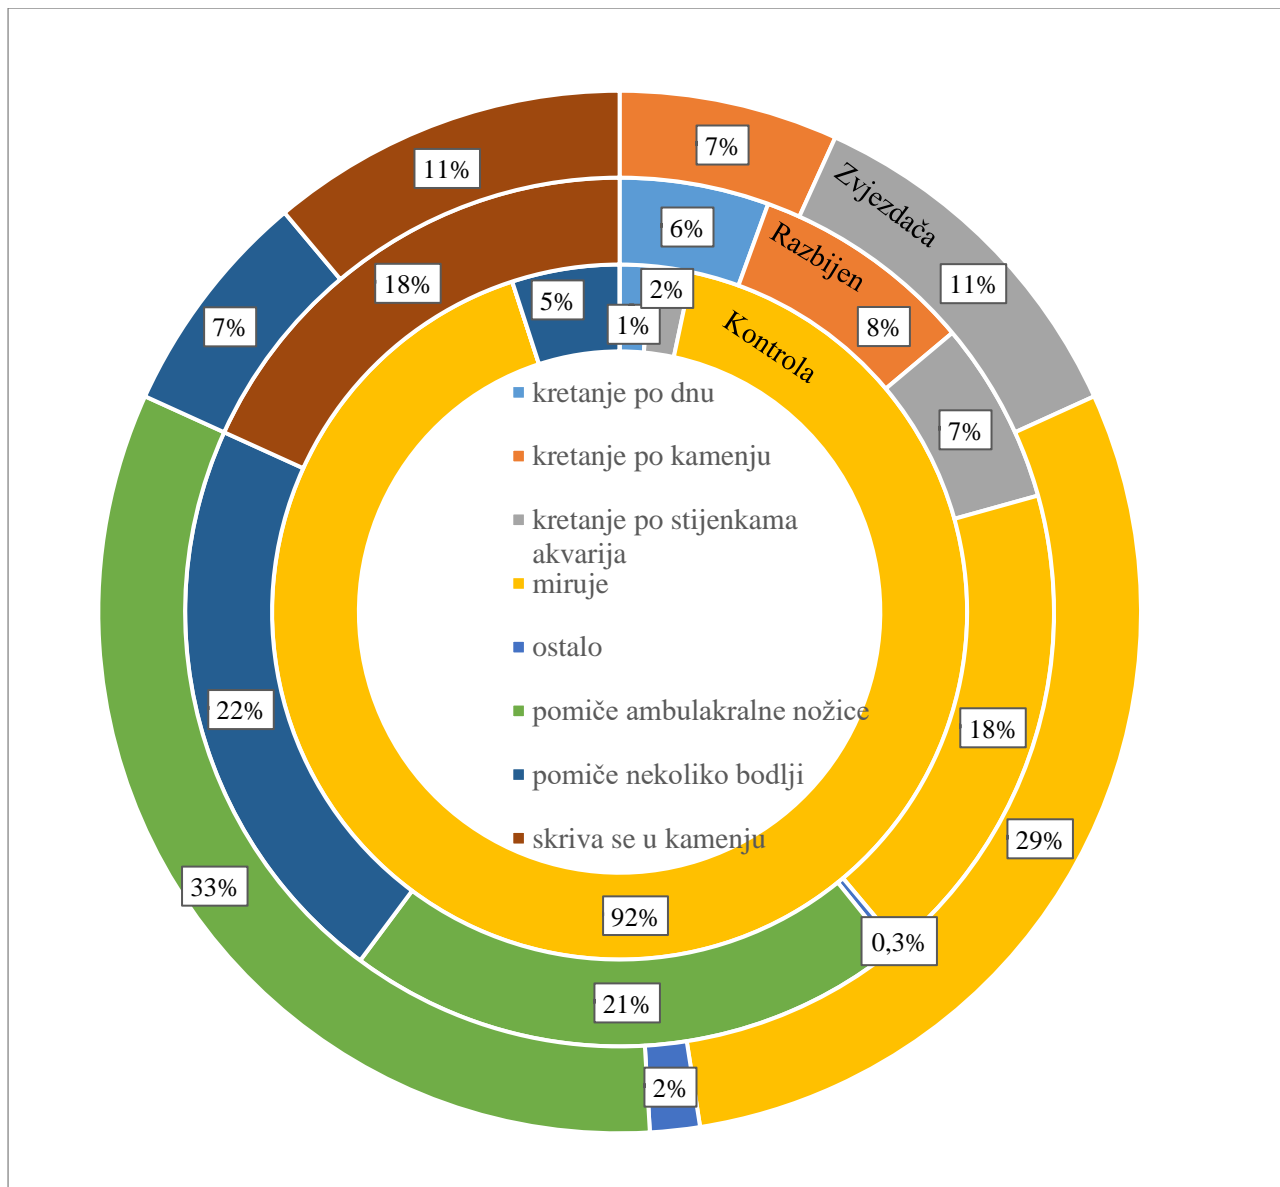 7%
11%
Zvjezdača
11%
6%
Razbijen
18%
2%
11%
5%
1%
Kontrola
8%
7%
kretanje po dnu
7%
kretanje po kamenju
kretanje po stijenkama
akvarija
miruje
ostalo
pomiče ambulakralne nožice
22%
18%
pomiče nekoliko bodlji
skriva se u kamenju
29%
33%
92%
0,3%
21%
2%